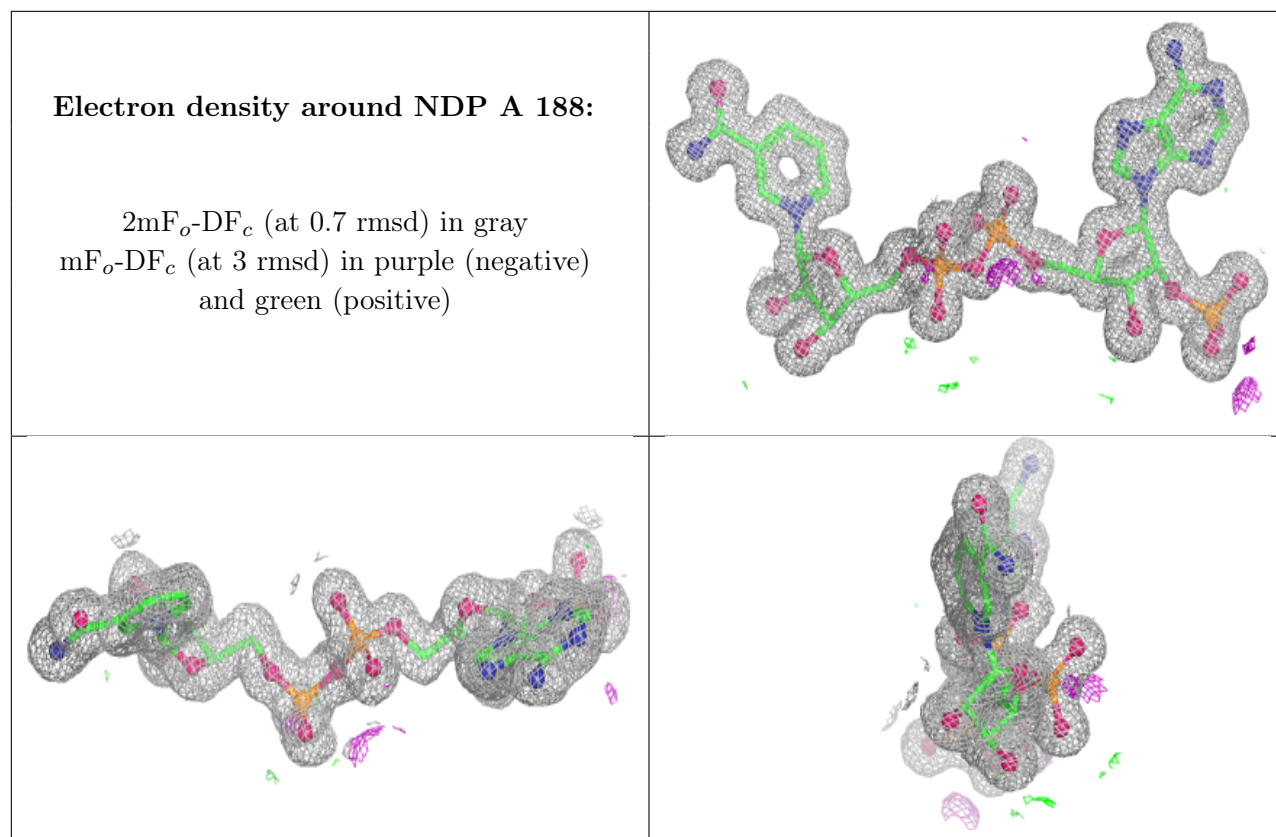 Electron density around NDP A 188:
2mFo-DFc (at 0.7 rmsd) in gray
mFo-DFc (at 3 rmsd) in purple (negative)
and green (positive)